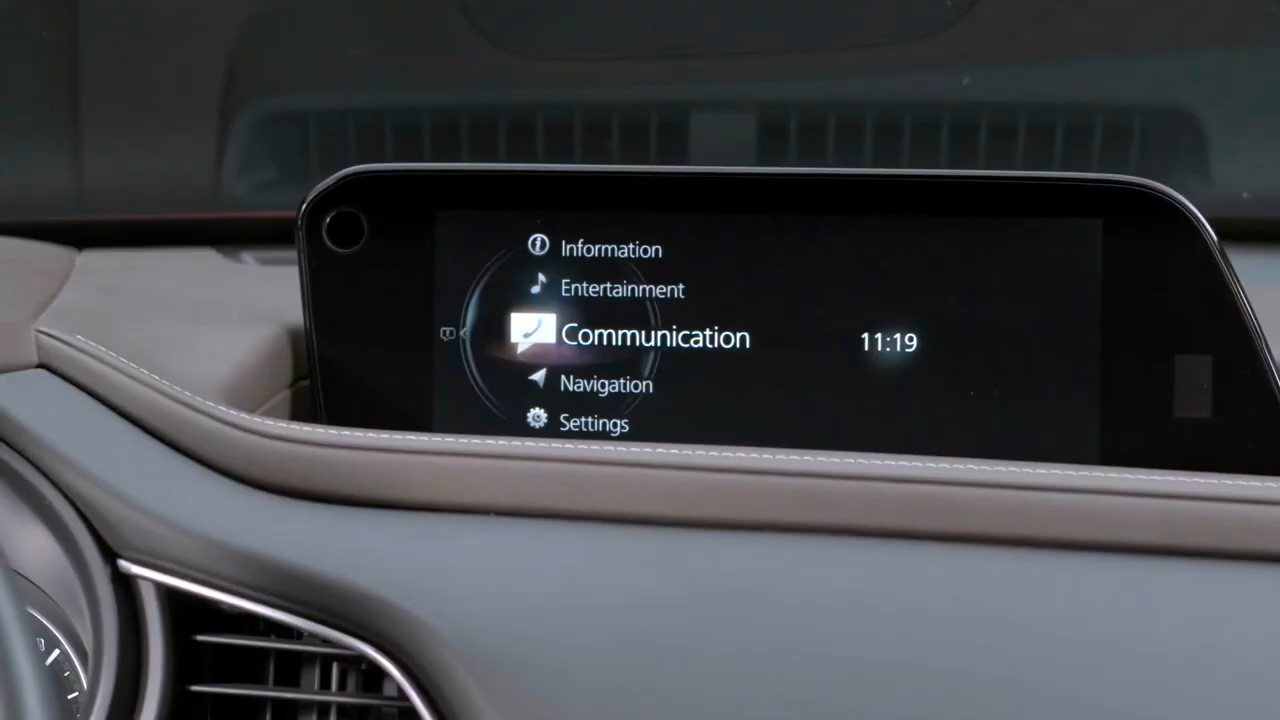 Information
Entertainment
Communication
11:19
Navigation
Settings